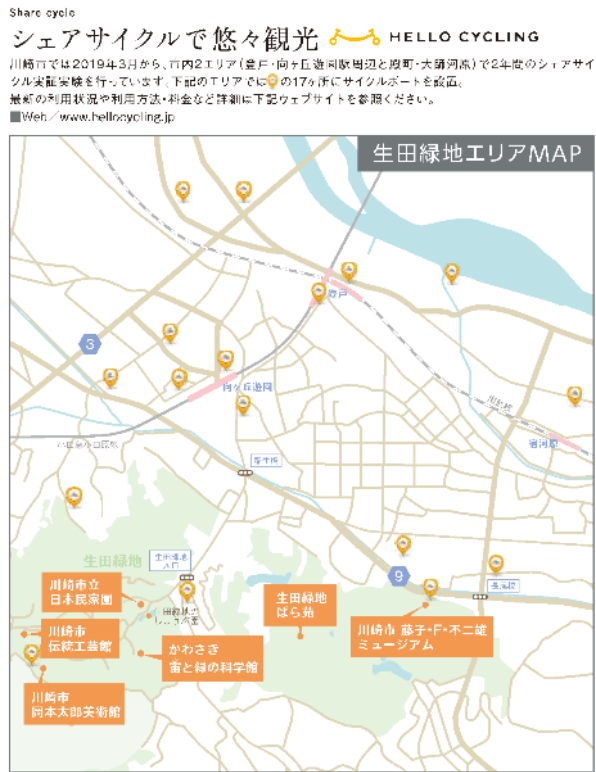 Share cycle
シェアサイクルで悠々観光 HELLO CYCLING
川崎市では2019年3月から、市内2エリア(登戸・向ヶ丘遊園駅周辺と殿町・大師河原)で2年間のシェアサイ
クル実証実験を行っています。下記のエリアでは の17ヶ所にサイクルポートを設置。
最新の利用状況や利用方法・料金など詳細は下記ウェブサイトを参照ください。
■Web/www.hellocycling.jp
生田緑地エリアMAP
登戸
3
向ヶ丘遊園
宿河原
生田緑地
生田緑地
入口
9
川崎市立
日本民家園
生田緑地
ばら苑
川崎市
伝統工芸館
かわさき
宙と緑の科学館
川崎市 藤子・F・不二雄
ミュージアム
川崎市
岡本太郎美術館